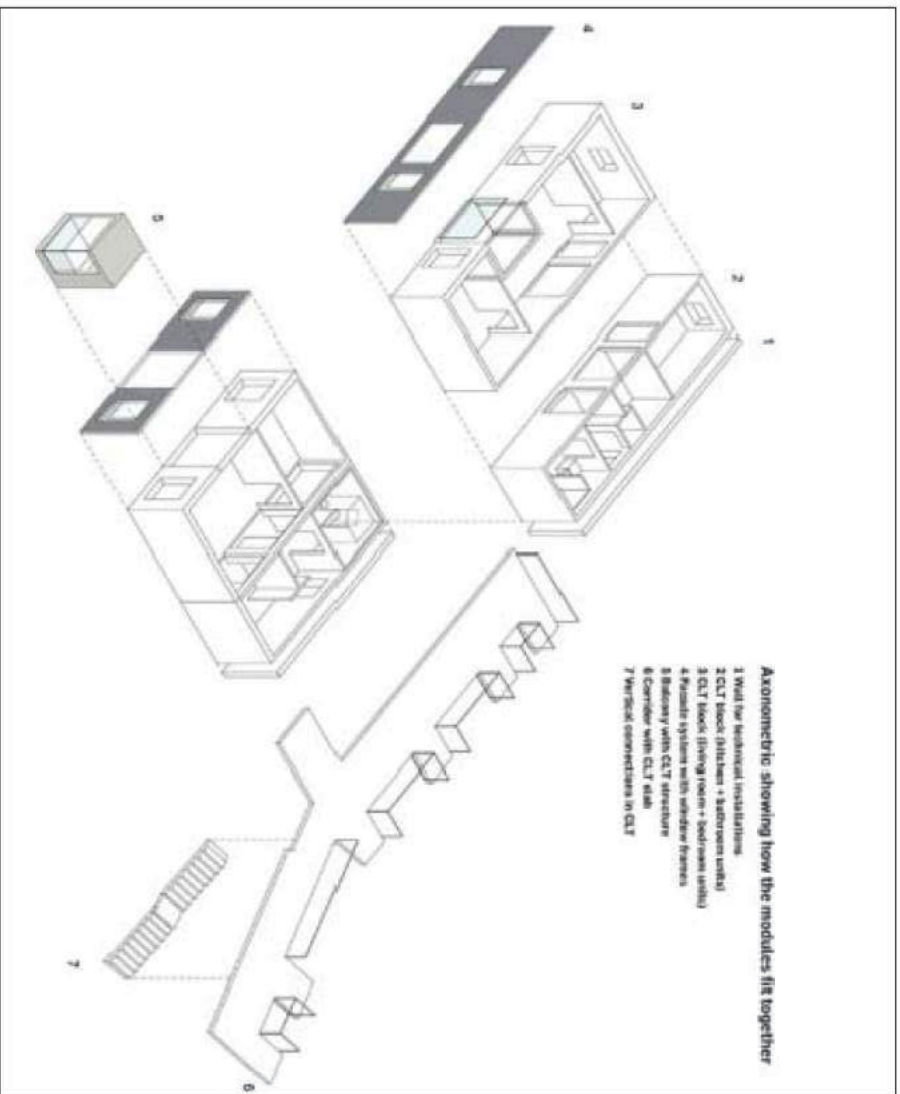 Axonometric showing how the modules fit together
1 Wall for technical installations
2 CLT block (kitchen + bathroom units)
3 CLT block (living room + bedroom units)
4 Facade system with window frames
5 Balcony with CLT structure
6 Corridor with CLT slab
7 Vertical connections in CLT
1
2
3
4
5
6
7